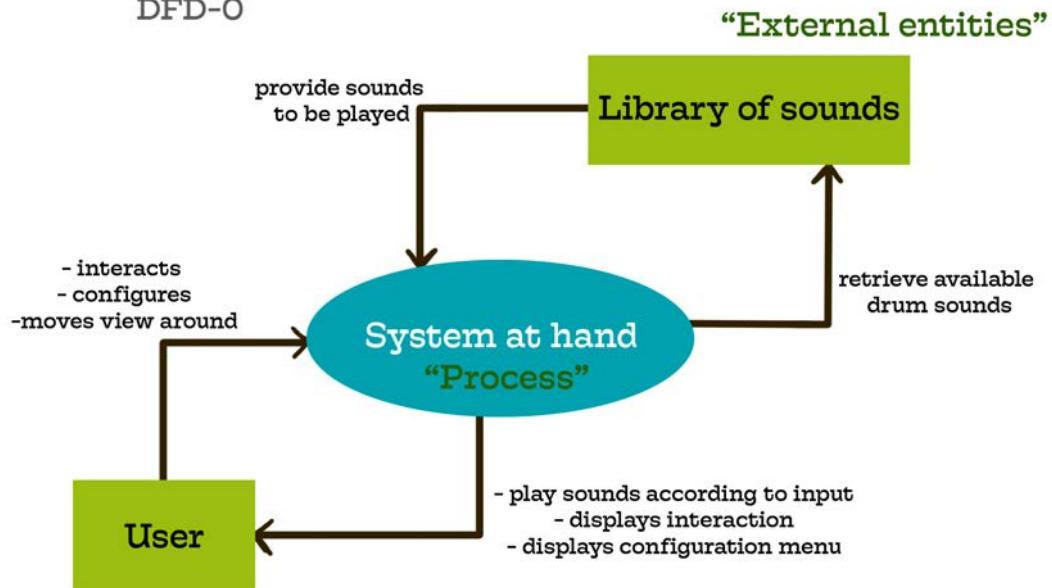 DFD-0
“External entities”
provide sounds
to be played
Library of sounds
- interacts
- configures
-moves view around
retrieve available
drum sounds
System at hand
“Process”
- play sounds according to input
- displays interaction
- displays configuration menu
User